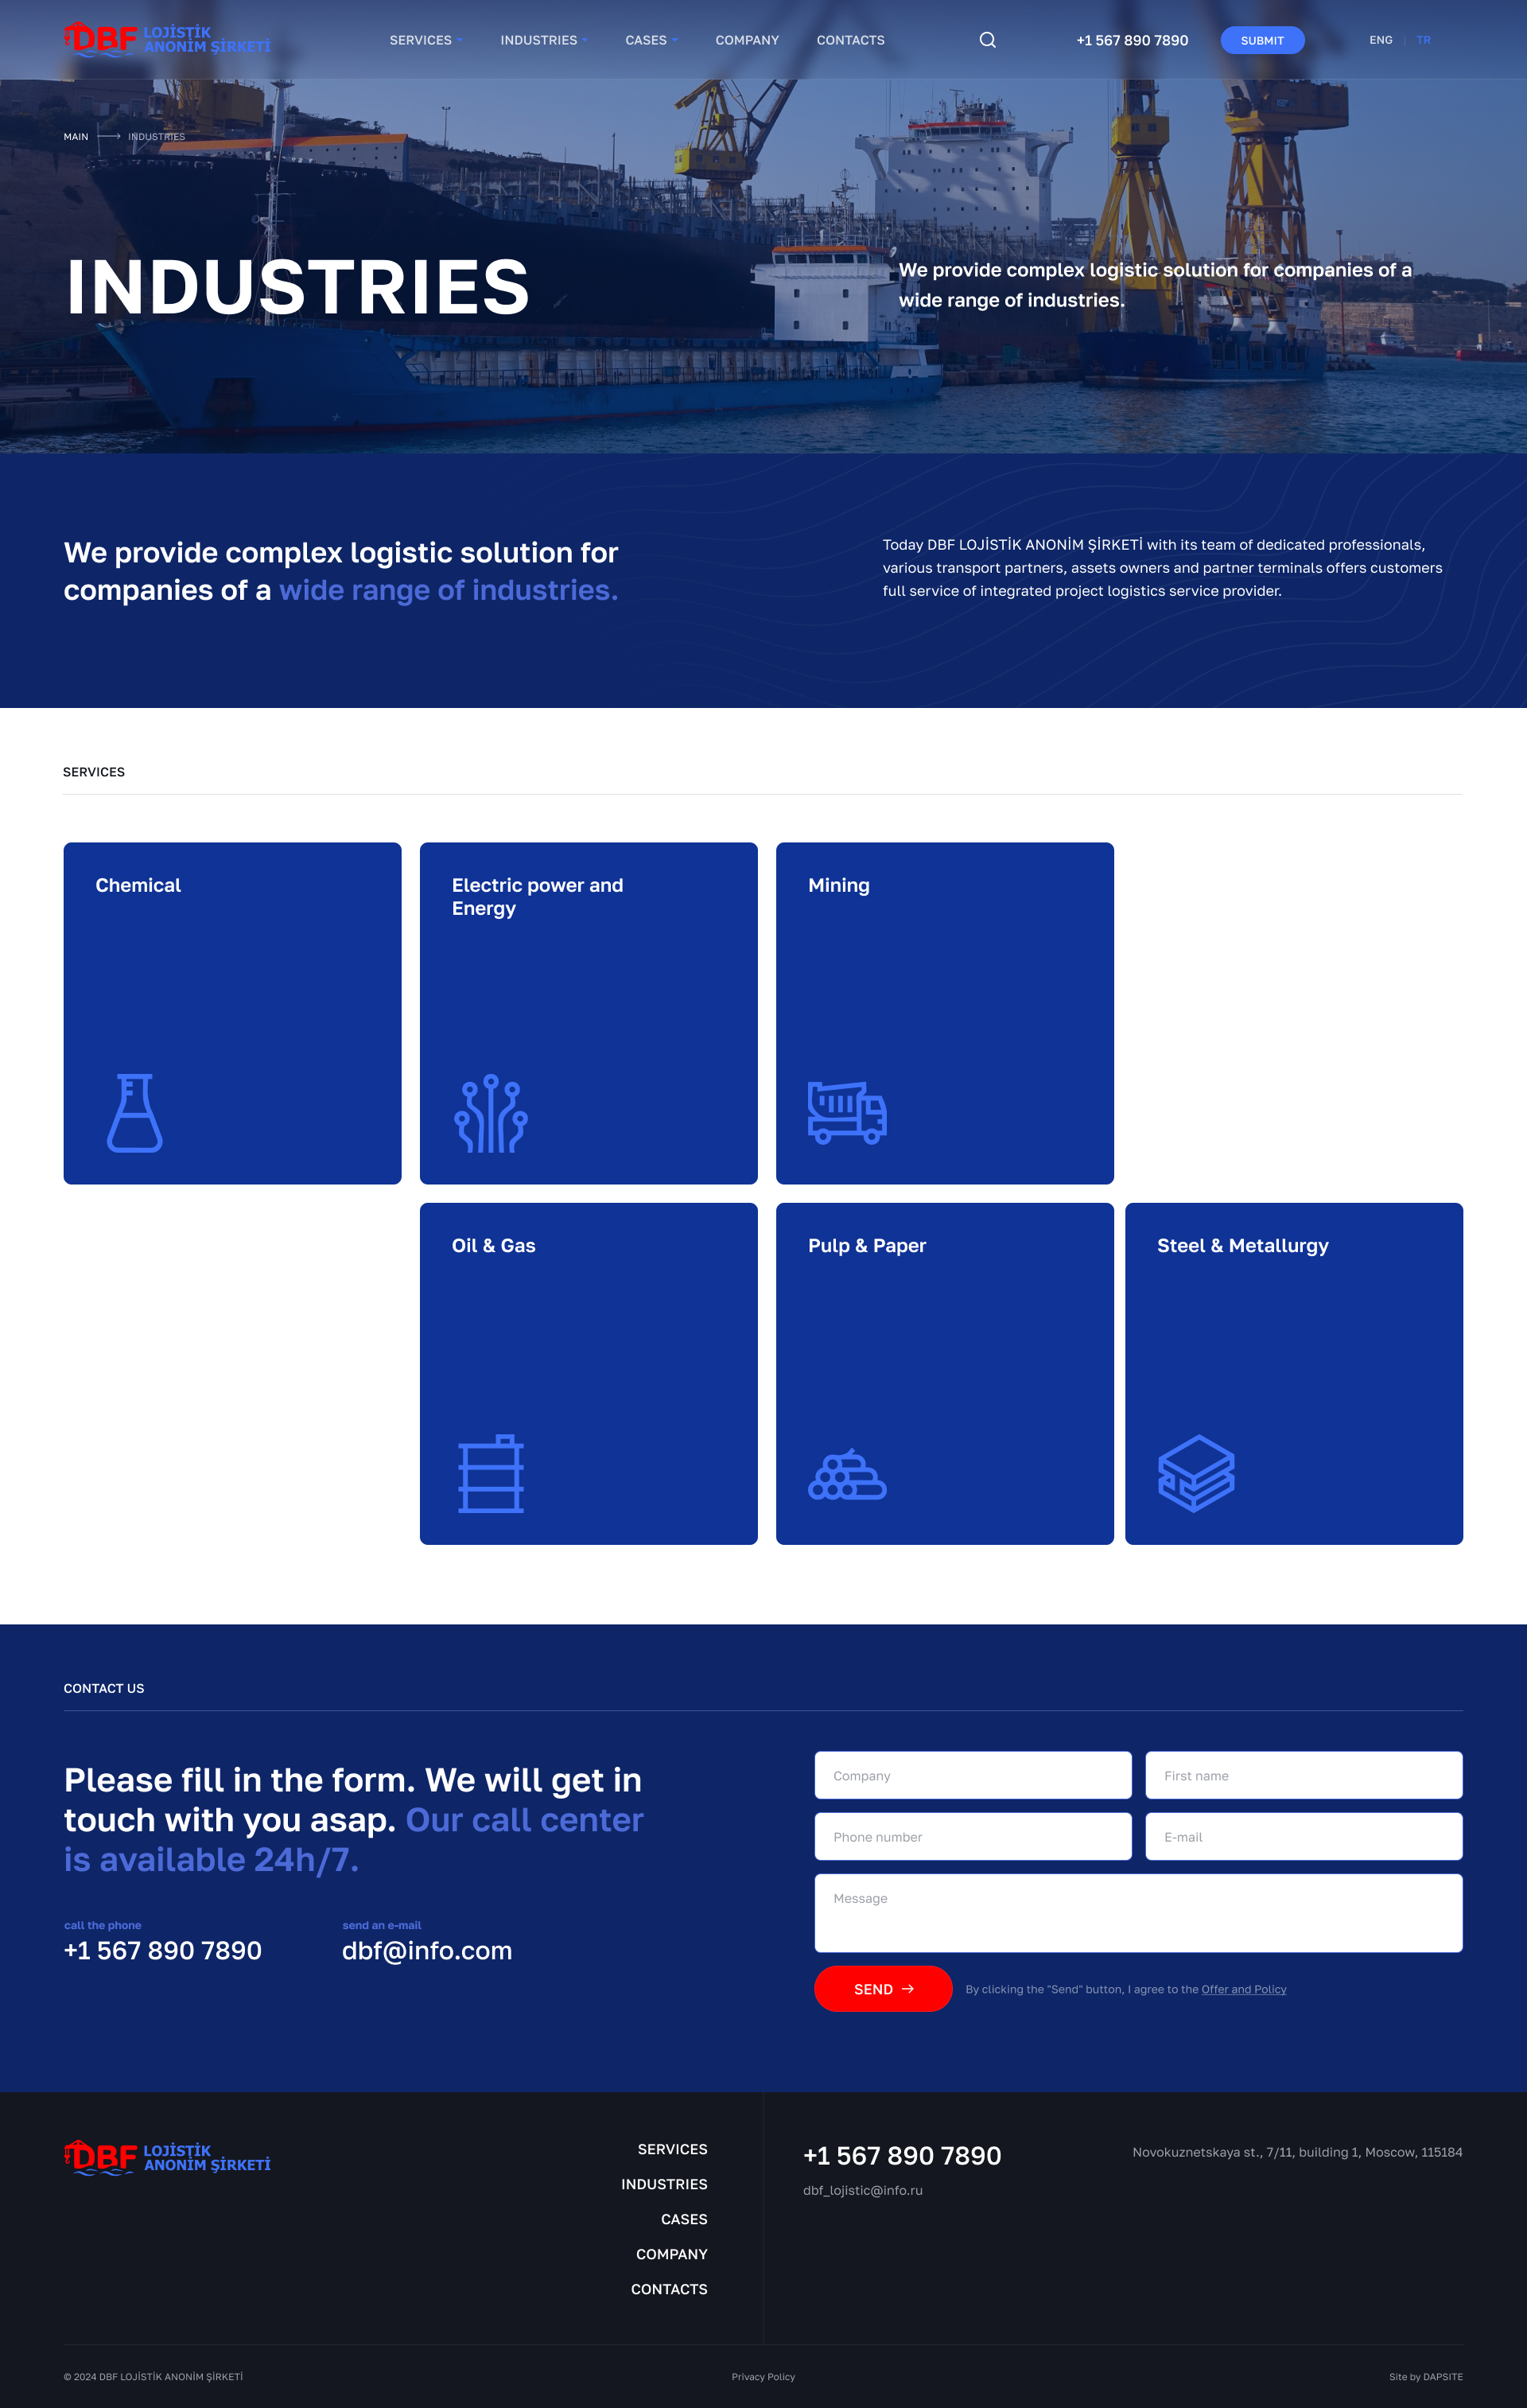 DBF LOJİSTİK
ANONİM ŞİRKETİ
SERVICES
INDUSTRIES
CASES
COMPANY
CONTACTS
+1 567 890 7890
SUBMIT
ENG | TR
MAIN
INDUSTRIES
INDUSTRIES
We provide complex logistic solution for companies of a
wide range of industries.
We provide complex logistic solution for
companies of a wide range of industries.
Today DBF LOJİSTİK ANONİM ŞİRKETİ with its team of dedicated professionals,
various transport partners, assets owners and partner terminals offers customers
full service of integrated project logistics service provider.
SERVICES
Chemical
Electric power and
Energy
Mining
Oil & Gas
Pulp & Paper
Steel & Metallurgy
CONTACT US
Please fill in the form. We will get in
touch with you asap. Our call center
is available 24h/7.
call the phone
+1 567 890 7890
send an e-mail
dbf@info.com
Company
First name
Phone number
E-mail
Message
SEND
By clicking the "Send" button, I agree to the Offer and Policy
DBF LOJİSTİK
ANONİM ŞİRKETİ
SERVICES
INDUSTRIES
CASES
COMPANY
CONTACTS
+1 567 890 7890
dbf_lojistic@info.ru
Novokuznetskaya st., 7/11, building 1, Moscow, 115184
© 2024 DBF LOJİSTİK ANONİM ŞİRKETİ
Privacy Policy
Site by DAPSITE